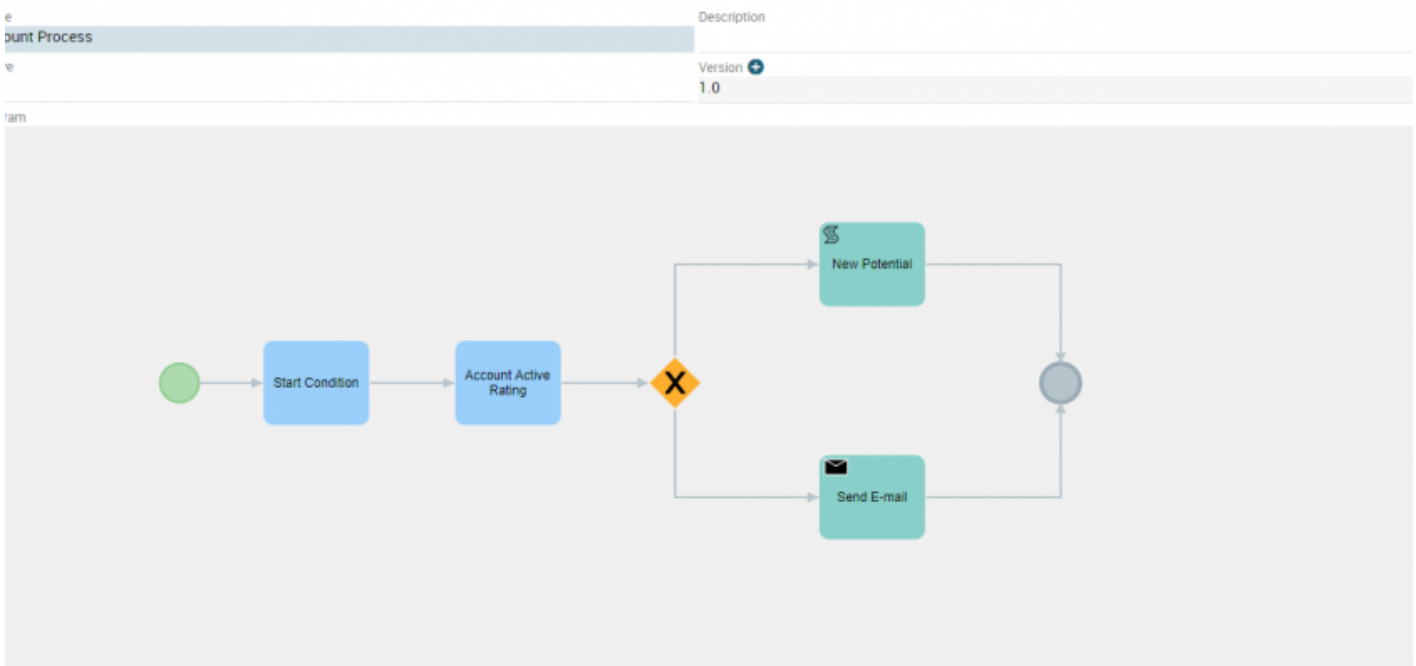 Description
ount Process
Version
1.0
ram
Start Condition
Account Active
Rating
X
New Potential
Send E-mail